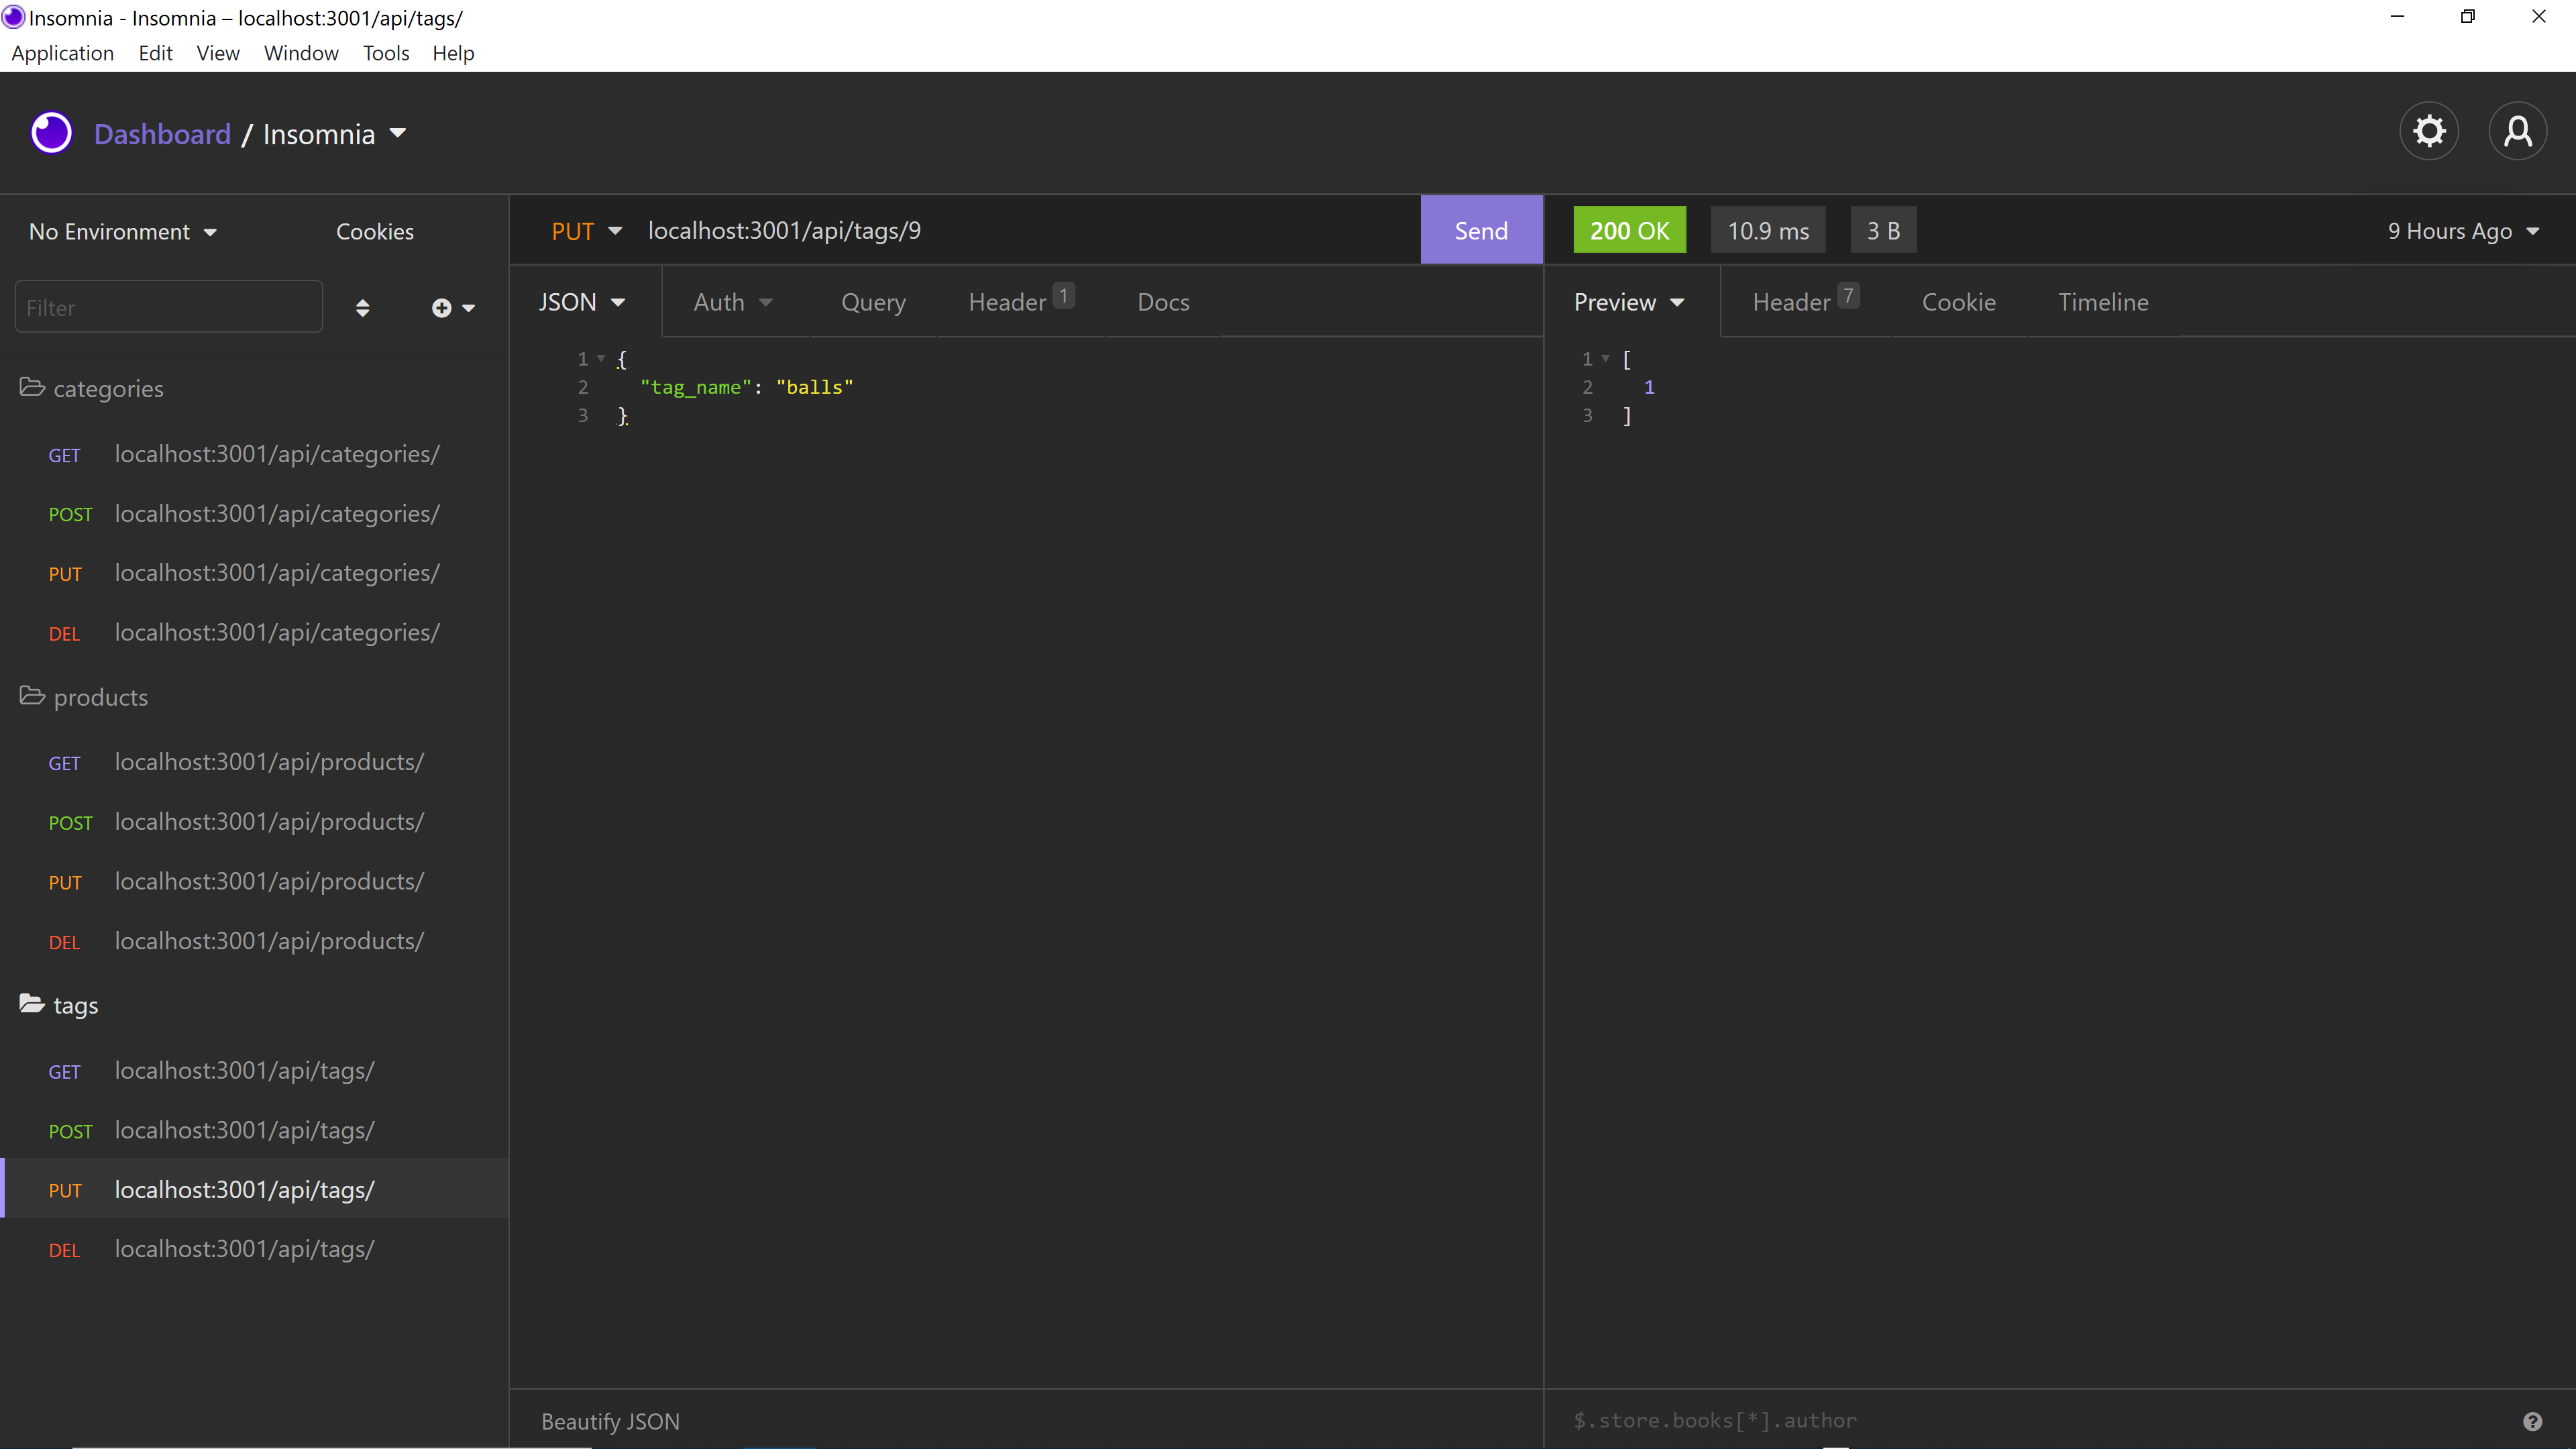 Insomnia - Insomnia – localhost:3001/api/tags/
Application Edit View Window Tools Help
Dashboard / Insomnia
No Environment Cookies
Filter
categories
GET localhost:3001/api/categories/
POST localhost:3001/api/categories/
PUT localhost:3001/api/categories/
DEL localhost:3001/api/categories/
products
GET localhost:3001/api/products/
POST localhost:3001/api/products/
PUT localhost:3001/api/products/
DEL localhost:3001/api/products/
tags
GET localhost:3001/api/tags/
POST localhost:3001/api/tags/
PUT localhost:3001/api/tags/
DEL localhost:3001/api/tags/
PUT localhost:3001/api/tags/9 Send
JSON Auth Query Header 1 Docs
1 {
2 "tag_name": "balls"
3 }
Beautify JSON
200 OK 10.9 ms 3 B 9 Hours Ago
Preview Header 7 Cookie Timeline
1 [
2 1
3 ]
$.store.books[*].author